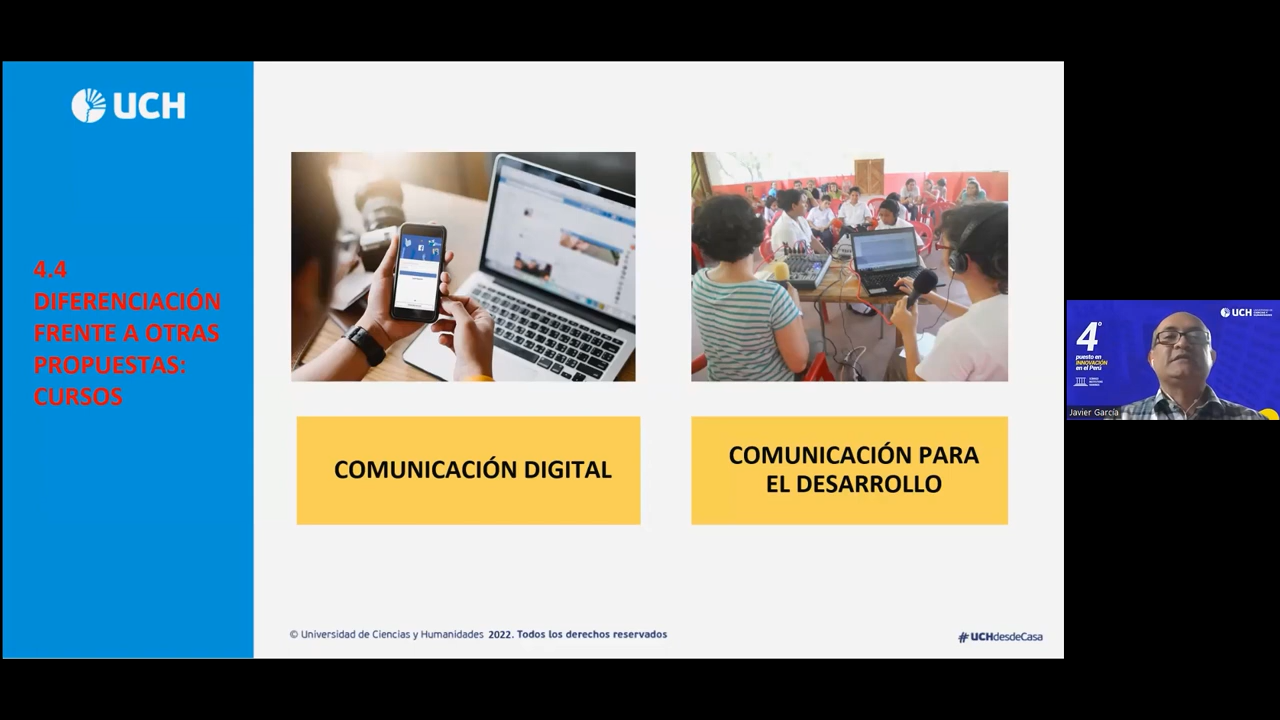 UCH
4.4
DIFERENCIACIÓN
FRENTE A OTRAS
PROPUESTAS:
CURSOS
COMUNICACIÓN DIGITAL
COMUNICACIÓN PARA
EL DESARROLLO
© Universidad de Ciencias y Humanidades 2022. Todos los derechos reservados
#UCHdesdeCasa
UCH
4°
puesto en
INNOVACIÓN
en el Perú
Javier García